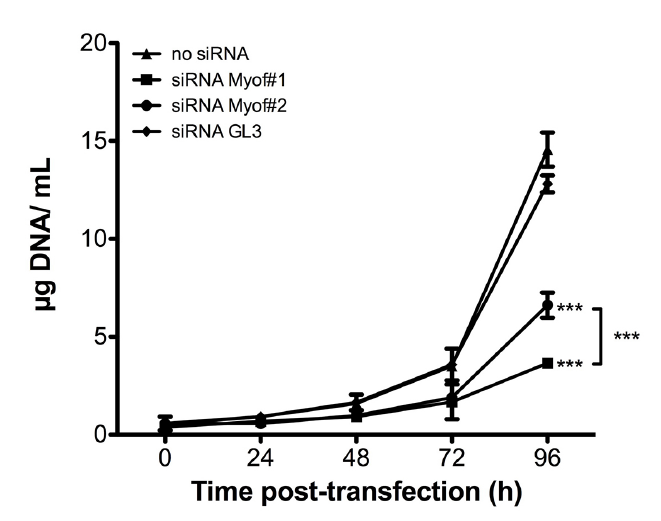 no siRNA
siRNA Myof#1
siRNA Myof#2
siRNA GL3
20
15
10
5
0
µg DNA/ mL
***
***
***
0 24 48 72 96
Time post-transfection (h)